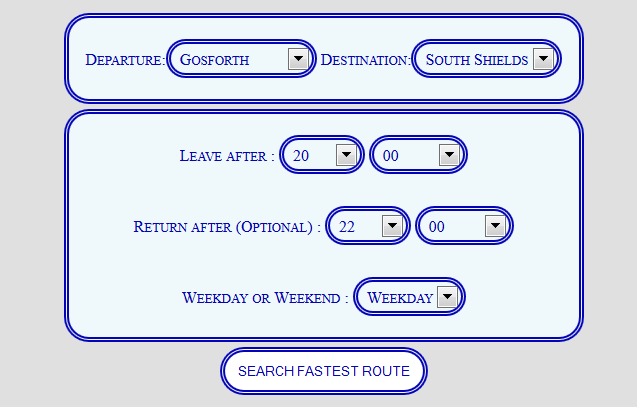 Departure: Gosforth Destination: South Shields
Leave after : 20 00
Return after (Optional) : 22 00
Weekday or Weekend : Weekday
SEARCH FASTEST ROUTE